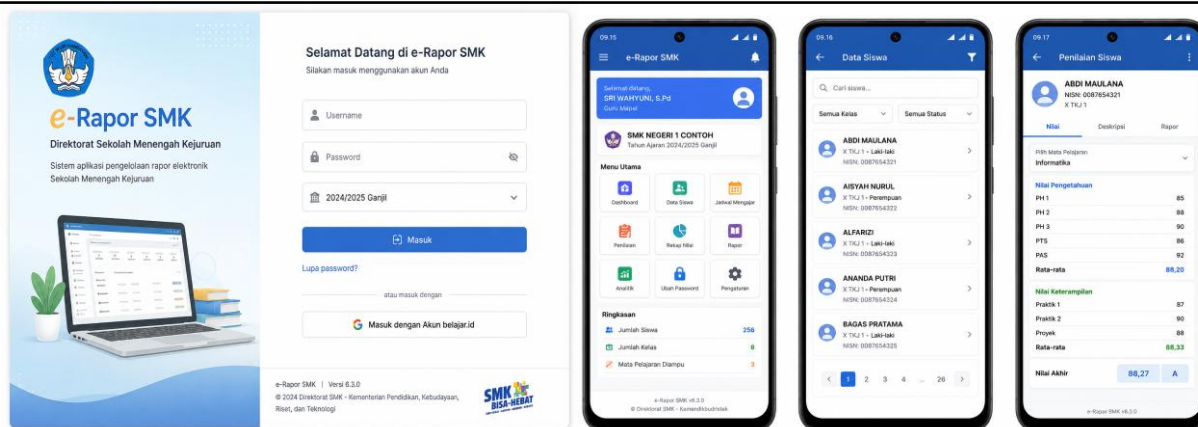 e-Rapor SMK
Direktorat Sekolah Menengah Kejuruan
Sistem aplikasi pengelolaan rapor elektronik
Sekolah Menengah Kejuruan
Selamat Datang di e-Rapor SMK
Silakan masuk menggunakan akun Anda
Username
Password
2024/2025 Ganjil
Masuk
Lupa password?
atau masuk dengan
G Masuk dengan Akun belajar.id
e-Rapor SMK | Versi 6.3.0
© 2024 Direktorat SMK - Kementerian Pendidikan, Kebudayaan,
Riset, dan Teknologi
SMK
BISA-HEBAT
09.15
e-Rapor SMK
Selamat datang,
SRI WAHYUNI, S.Pd
Guru Mapel
SMK NEGERI 1 CONTOH
Tahun Ajaran 2024/2025 Ganjil
Menu Utama
Dashboard Data Siswa Jadwal Mengajar
Penilaian Rekap Nilai Rapor
Analitik Ubah Password Pengaturan
Ringkasan
Jumlah Siswa 256
Jumlah Kelas 8
Mata Pelajaran Diampu 3
e-Rapor SMK v6.3.0
© Direktorat SMK - Kemendikbudristek
09.16
Data Siswa
Cari siswa...
Semua Kelas Semua Status
ABDI MAULANA
X TKJ 1 - Laki-laki
NISN: 0087654321
AISYAH NURUL
X TKJ 1 - Perempuan
NISN: 0087654322
ALFARIZI
X TKJ 1 - Laki-laki
NISN: 0087654323
ANANDA PUTRI
X TKJ 1 - Perempuan
NISN: 0087654324
BAGAS PRATAMA
X TKJ 1 - Laki-laki
NISN: 0087654325
< 1 2 3 4 ... 26 >
09.17
Penilaian Siswa
ABDI MAULANA
NISN: 0087654321
X TKJ 1
Nilai Deskripsi Rapor
Pilih Mata Pelajaran
Informatika
Nilai Pengetahuan
PH 1 85
PH 2 88
PH 3 90
PTS 86
PAS 92
Rata-rata 88,20
Nilai Keterampilan
Praktik 1 87
Praktik 2 90
Proyek 88
Rata-rata 88,33
Nilai Akhir 88,27 A
e-Rapor SMK v6.3.0